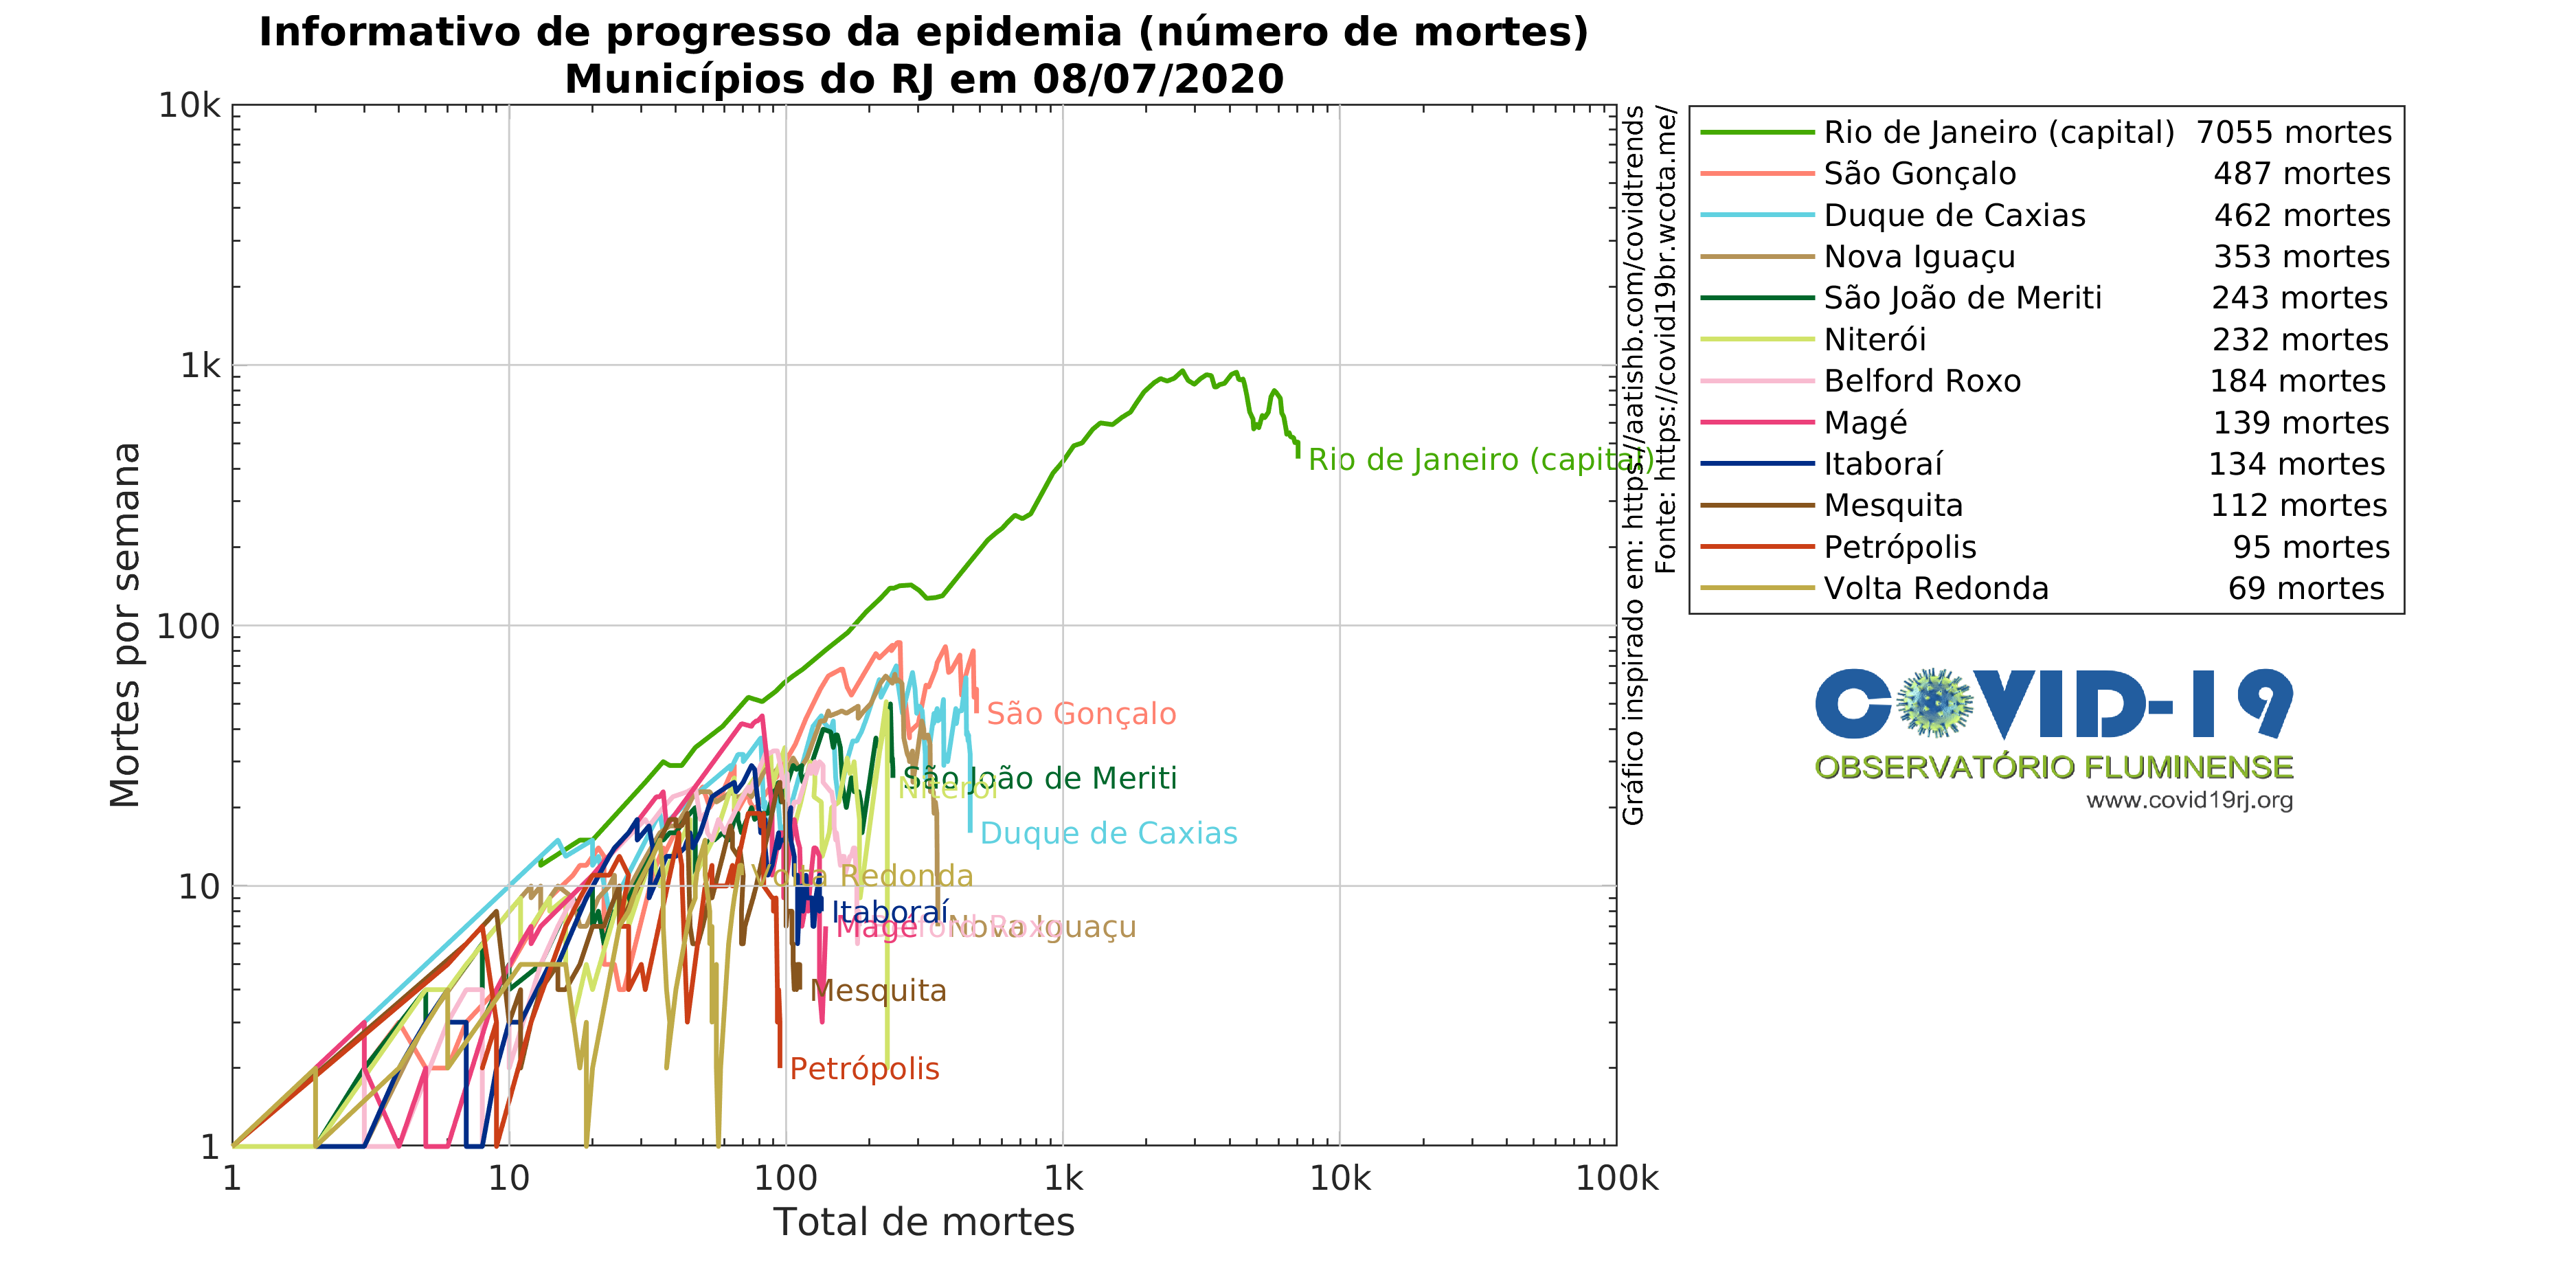 Informativo de progresso da epidemia (número de mortes)
Municípios do RJ em 08/07/2020
10k
1k
100
10
1
Mortes por semana
1
10
100
1k
10k
100k
Total de mortes
Rio de Janeiro (capital)
São Gonçalo
São João de Meriti
Niterói
Duque de Caxias
Volta Redonda
Itaboraí
Magé
Belford Roxo
Nova Iguaçu
Mesquita
Petrópolis
Gráfico inspirado em: https://aatishb.com/covidtrends
Fonte: https://covid19br.wcota.me/
Rio de Janeiro (capital) 7055 mortes
São Gonçalo 487 mortes
Duque de Caxias 462 mortes
Nova Iguaçu 353 mortes
São João de Meriti 243 mortes
Niterói 232 mortes
Belford Roxo 184 mortes
Magé 139 mortes
Itaboraí 134 mortes
Mesquita 112 mortes
Petrópolis 95 mortes
Volta Redonda 69 mortes
COVID-19
OBSERVATÓRIO FLUMINENSE
www.covid19rj.org